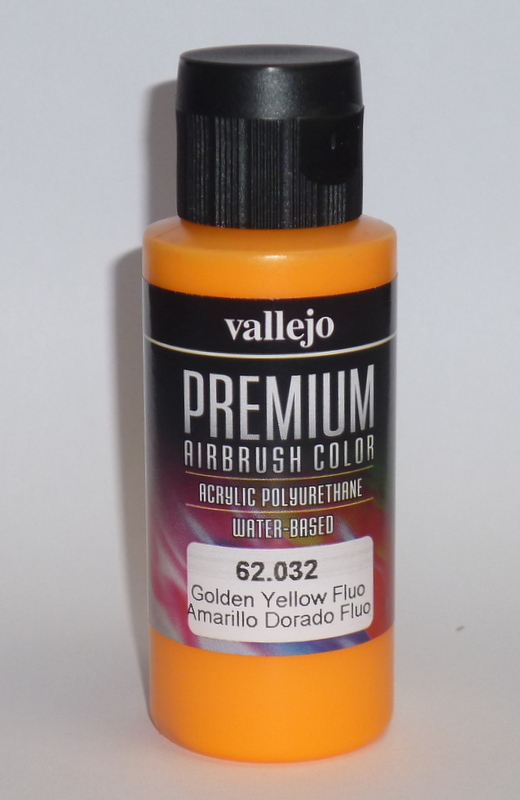 vallejo
PREMIUM
AIRBRUSH COLOR
ACRYLIC POLYURETHANE
WATER-BASED
62.032
Golden Yellow Fluo
Amarillo Dorado Fluo